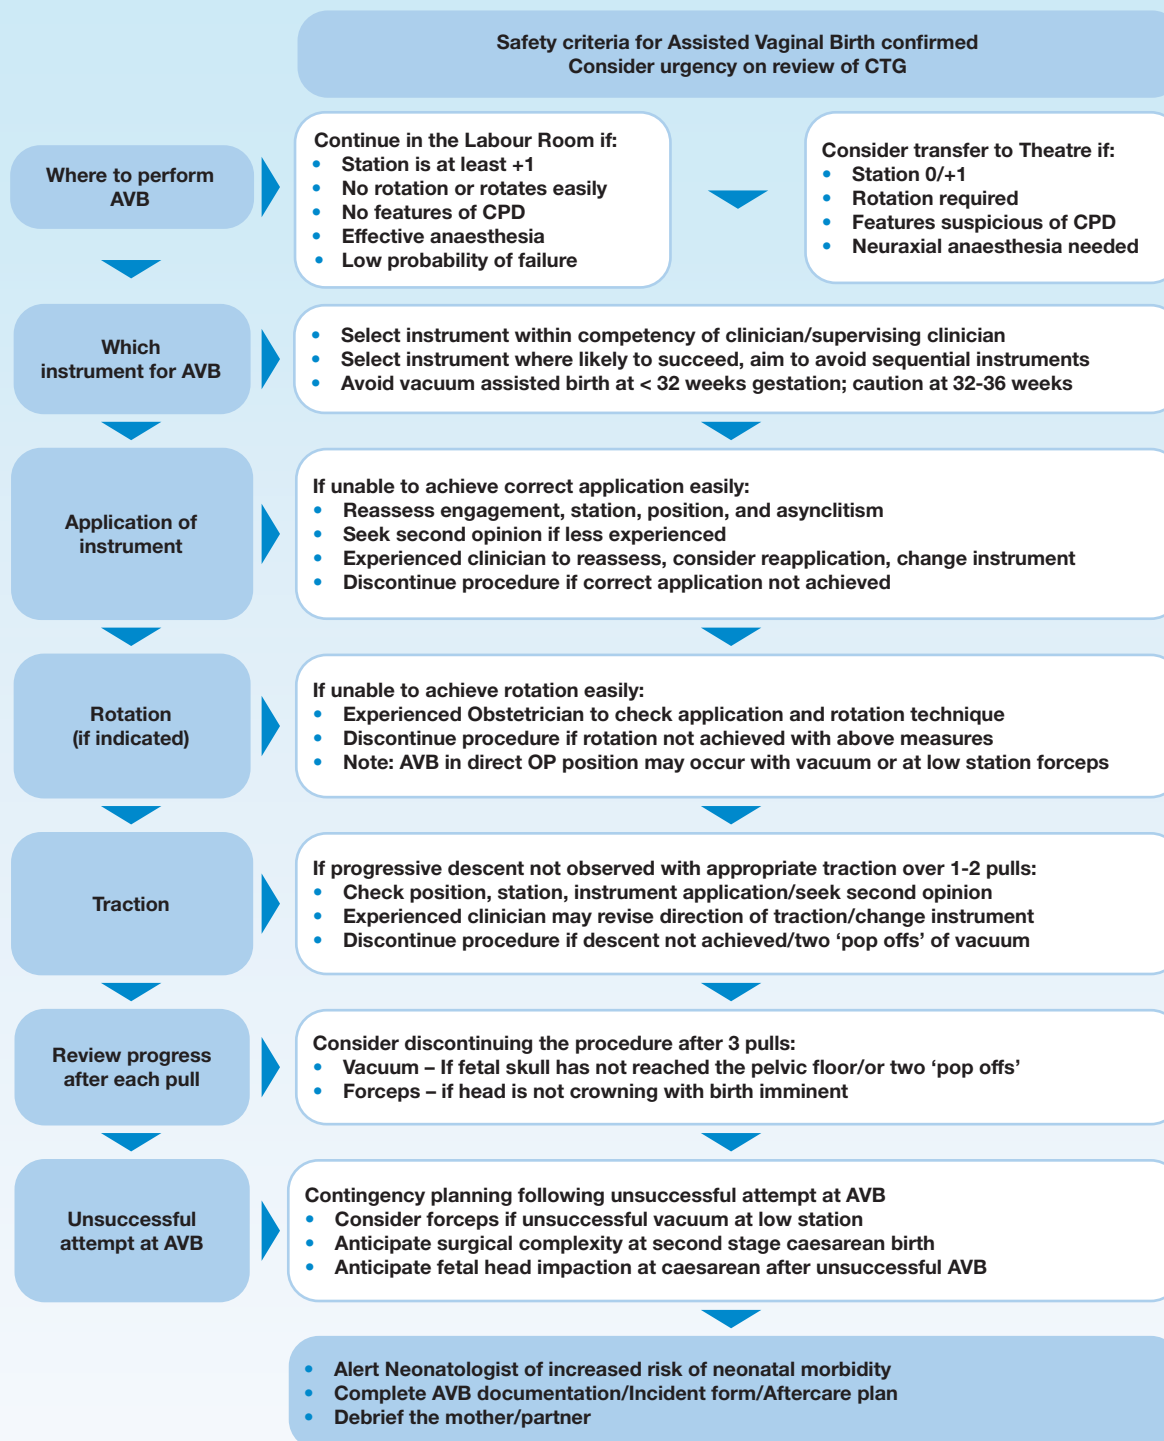 Safety criteria for Assisted Vaginal Birth confirmed
Consider urgency on review of CTG
Where to perform
AVB
Continue in the Labour Room if:
• Station is at least +1
• No rotation or rotates easily
• No features of CPD
• Effective anaesthesia
• Low probability of failure
Consider transfer to Theatre if:
• Station 0/+1
• Rotation required
• Features suspicious of CPD
• Neuraxial anaesthesia needed
Which
instrument for AVB
• Select instrument within competency of clinician/supervising clinician
• Select instrument where likely to succeed, aim to avoid sequential instruments
• Avoid vacuum assisted birth at < 32 weeks gestation; caution at 32-36 weeks
Application of
instrument
If unable to achieve correct application easily:
• Reassess engagement, station, position, and asynclitism
• Seek second opinion if less experienced
• Experienced clinician to reassess, consider reapplication, change instrument
• Discontinue procedure if correct application not achieved
Rotation
(if indicated)
If unable to achieve rotation easily:
• Experienced Obstetrician to check application and rotation technique
• Discontinue procedure if rotation not achieved with above measures
• Note: AVB in direct OP position may occur with vacuum or at low station forceps
Traction
If progressive descent not observed with appropriate traction over 1-2 pulls:
• Check position, station, instrument application/seek second opinion
• Experienced clinician may revise direction of traction/change instrument
• Discontinue procedure if descent not achieved/two ‘pop offs’ of vacuum
Review progress
after each pull
Consider discontinuing the procedure after 3 pulls:
• Vacuum – If fetal skull has not reached the pelvic floor/or two ‘pop offs’
• Forceps – if head is not crowning with birth imminent
Unsuccessful
attempt at AVB
Contingency planning following unsuccessful attempt at AVB
• Consider forceps if unsuccessful vacuum at low station
• Anticipate surgical complexity at second stage caesarean birth
• Anticipate fetal head impaction at caesarean after unsuccessful AVB
• Alert Neonatologist of increased risk of neonatal morbidity
• Complete AVB documentation/Incident form/Aftercare plan
• Debrief the mother/partner